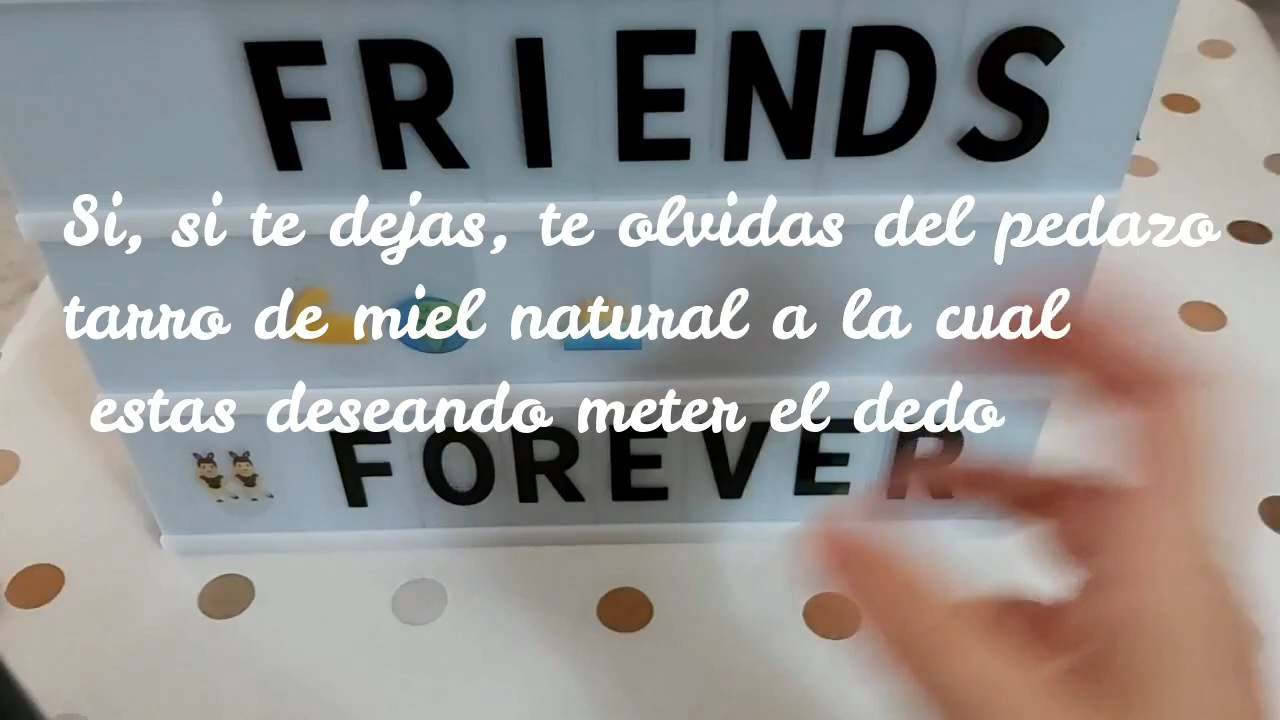 FRIENDS
Si, si te dejas, te olvidas del pedazo
tarro de miel natural a la cual
estas deseando meter el dedo
FOREVER